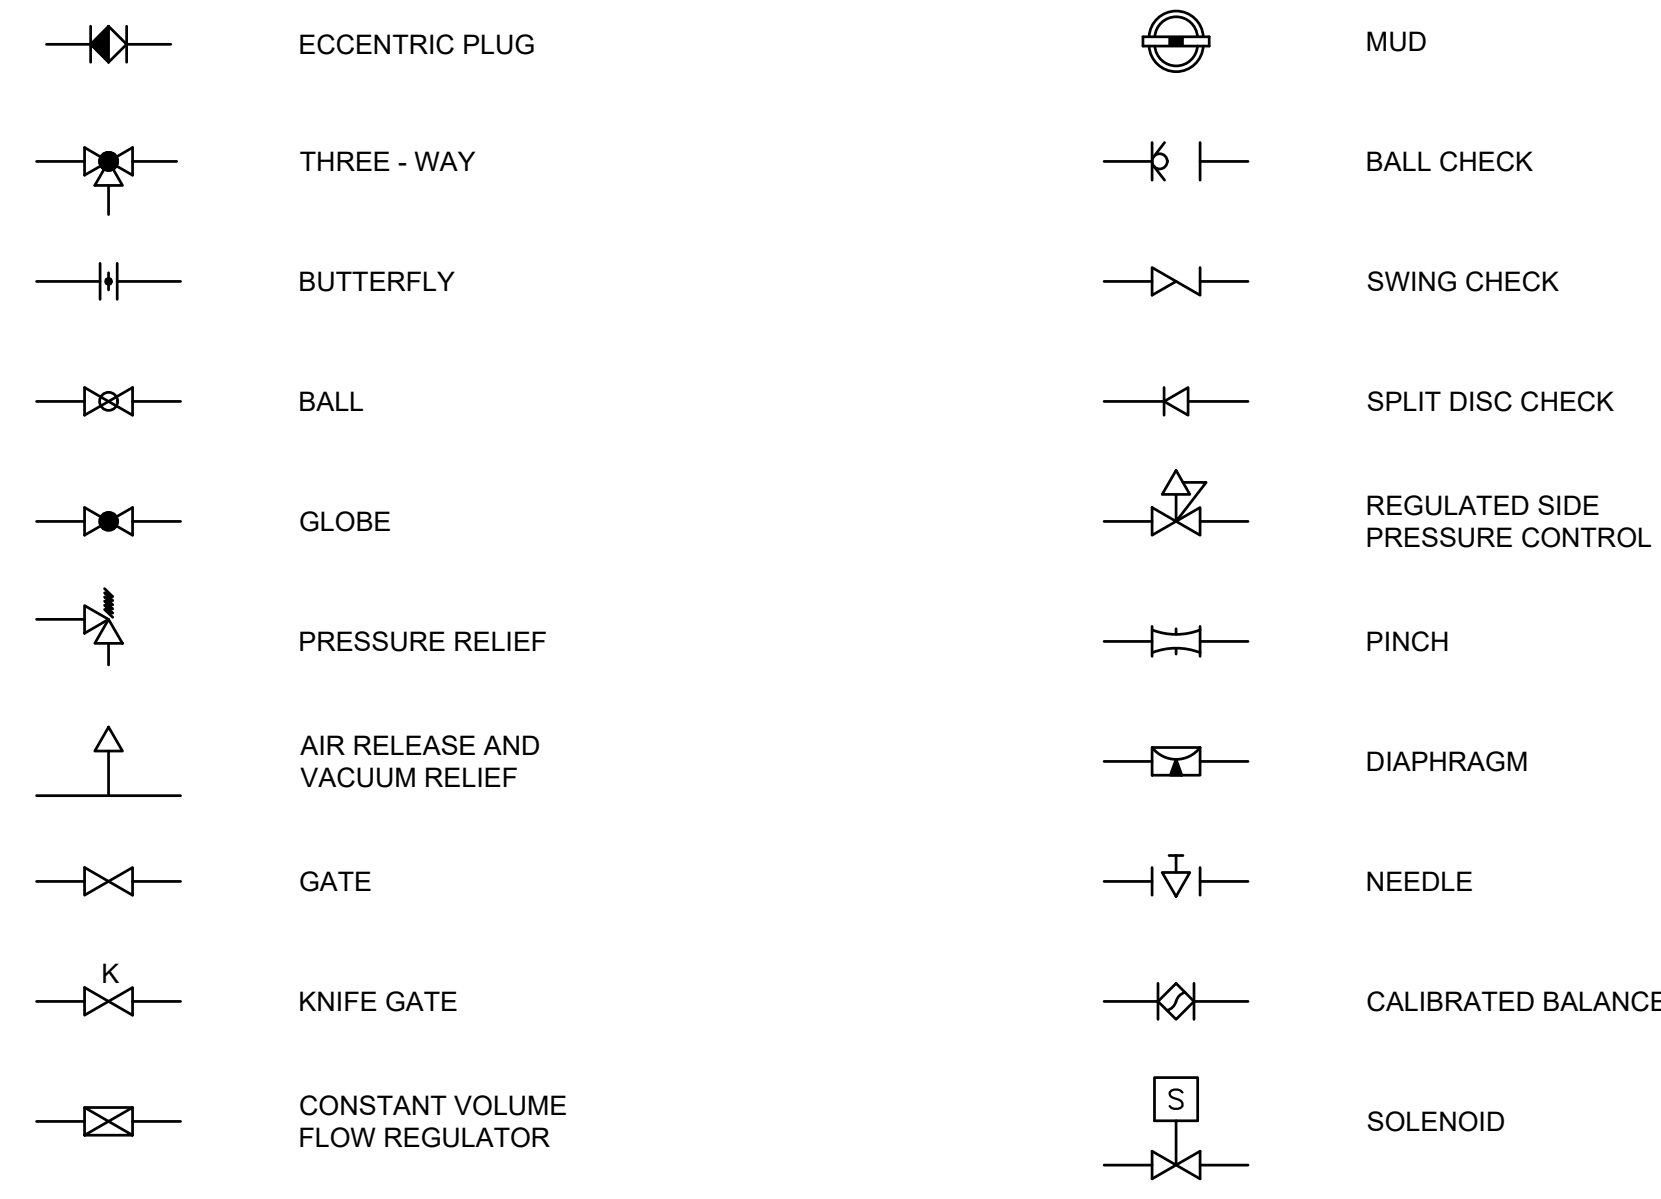 ECCENTRIC PLUG
THREE - WAY
BUTTERFLY
BALL
GLOBE
PRESSURE RELIEF
AIR RELEASE AND
VACUUM RELIEF
GATE
K
KNIFE GATE
CONSTANT VOLUME
FLOW REGULATOR
MUD
BALL CHECK
SWING CHECK
SPLIT DISC CHECK
REGULATED SIDE
PRESSURE CONTROL
PINCH
DIAPHRAGM
NEEDLE
CALIBRATED BALANCE
S
SOLENOID